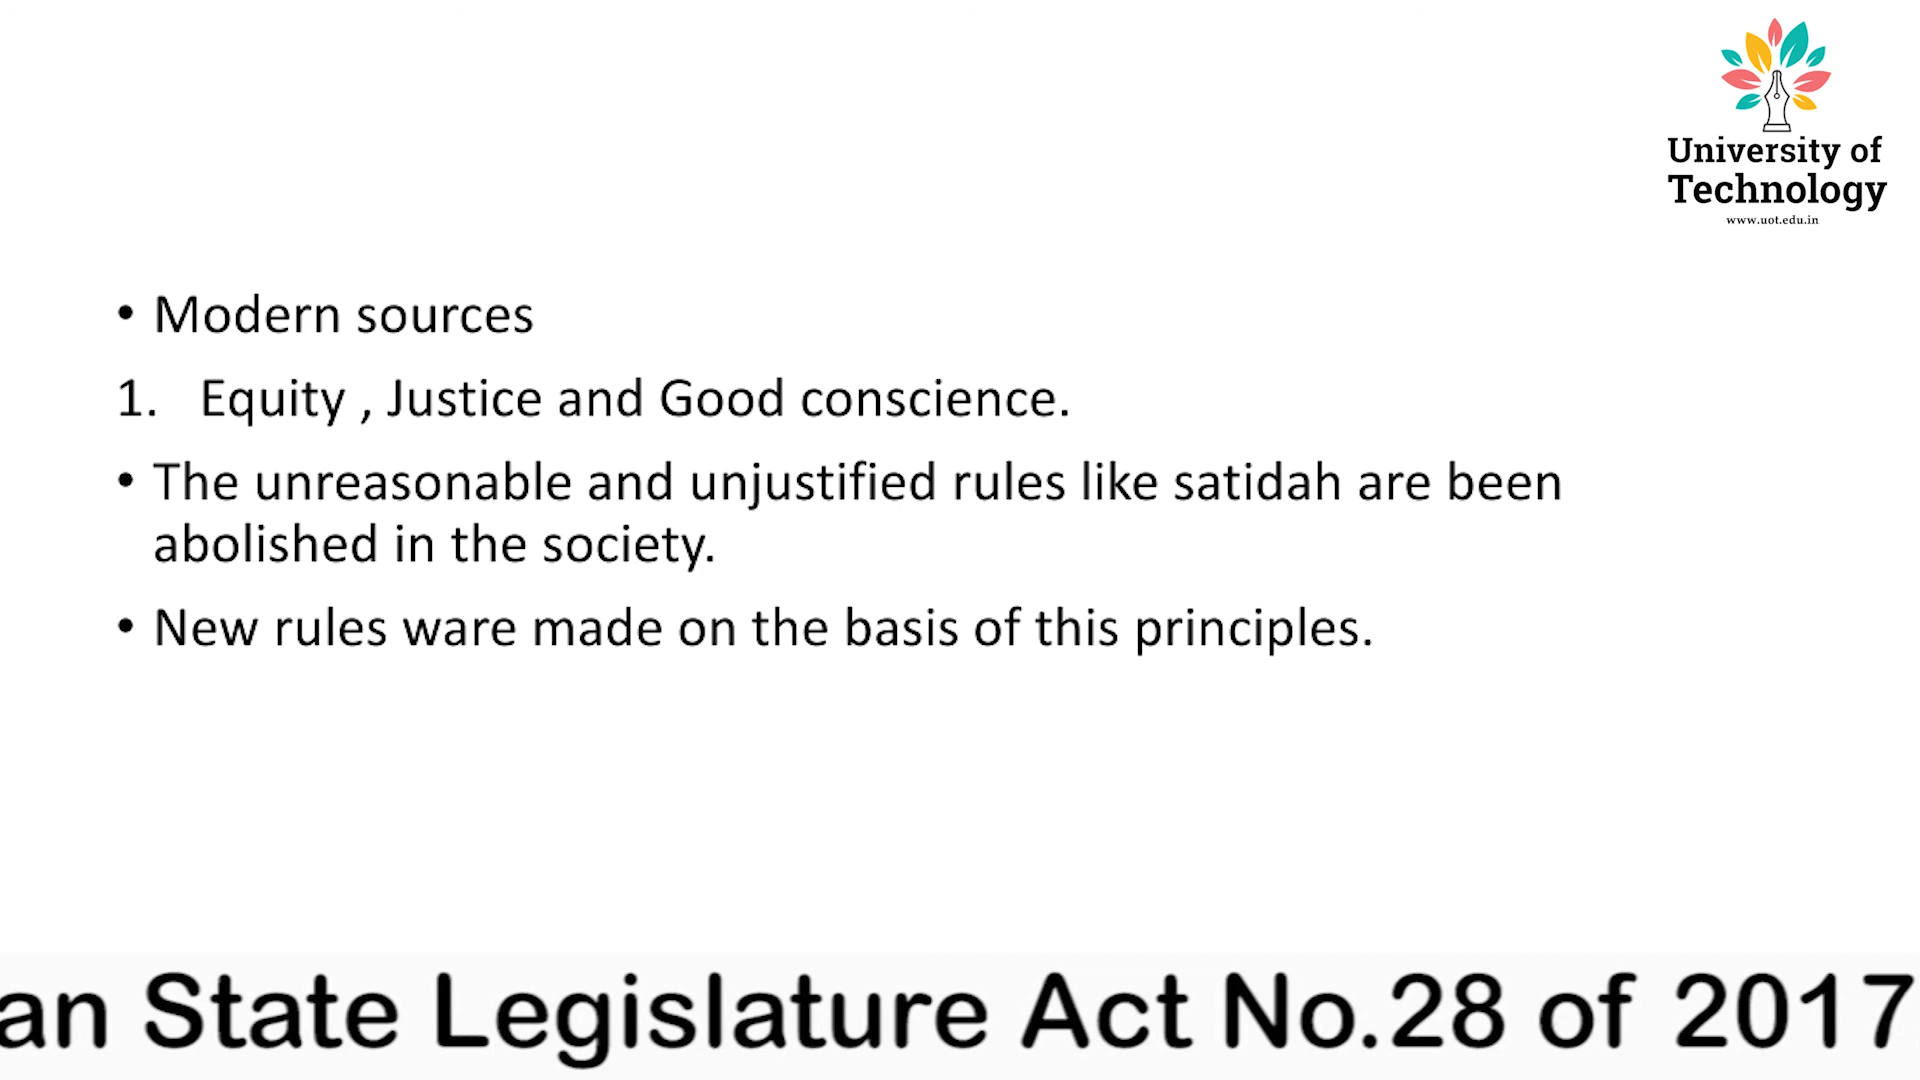 University of
Technology
www.uot.edu.in
• Modern sources
1. Equity , Justice and Good conscience.
• The unreasonable and unjustified rules like satidah are been
abolished in the society.
• New rules ware made on the basis of this principles.
an State Legislature Act No.28 of 2017